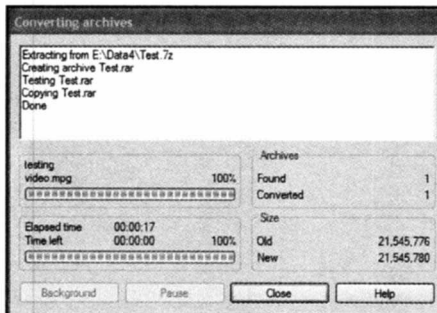 Converting archives
Extracting from E:\Data4\Test.7z
Creating archive Test.rar
Testing Test.rar
Copying Test.rar
Done
testing
video.mpg 100%
Elapsed time 00:00:17
Time left 00:00:00 100%
Archives
Found 1
Converted 1
Size
Old 21,545,776
New 21,545,780
Background Pause Close Help